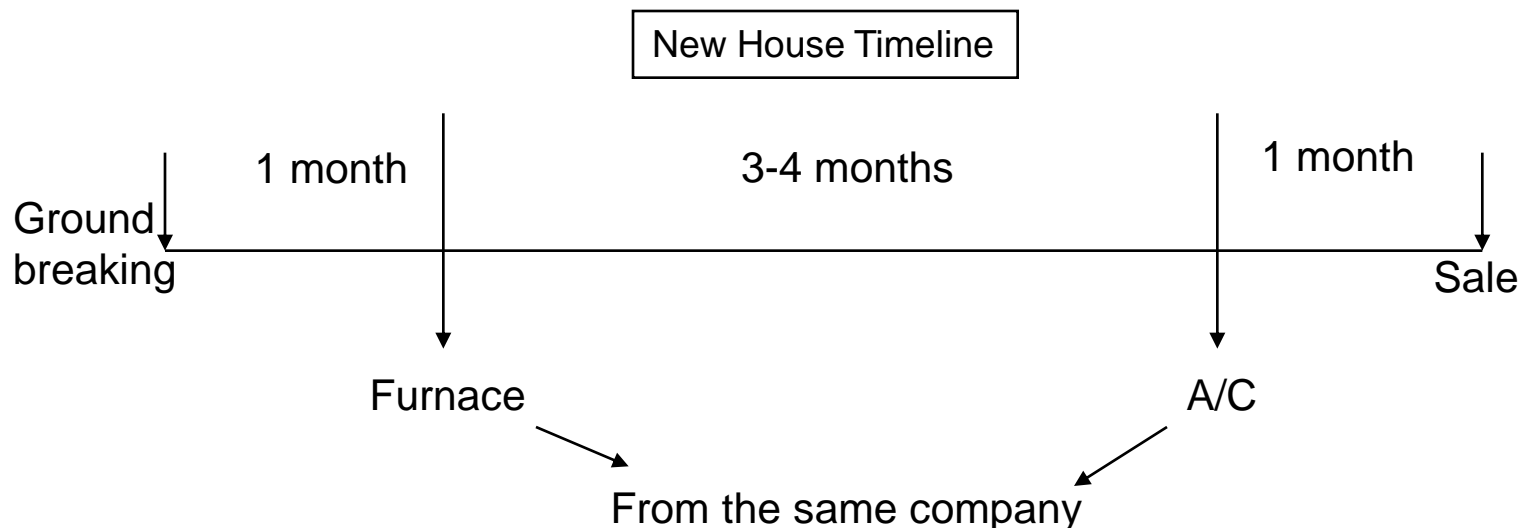 New House Timeline
1 month
3-4 months
1 month
Ground
breaking
Sale
Furnace
A/C
From the same company